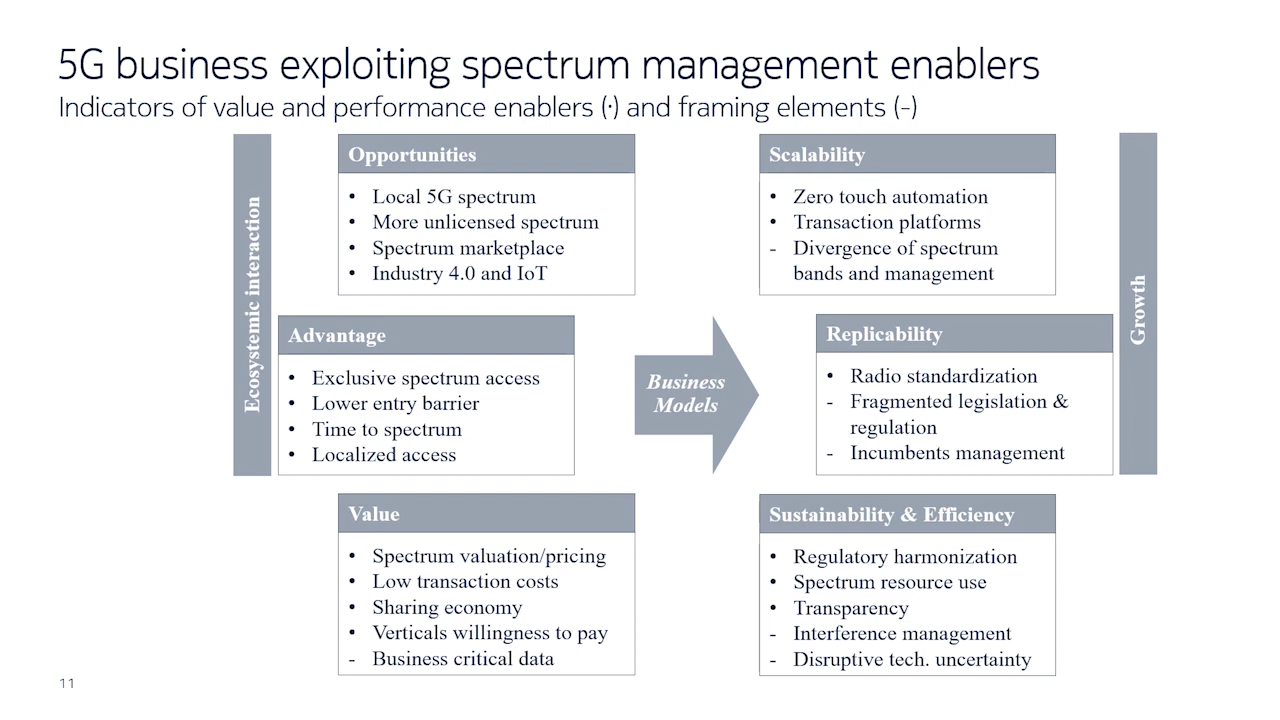 5G business exploiting spectrum management enablers
Indicators of value and performance enablers (·) and framing elements (-)
Ecosystemic interaction
Opportunities
• Local 5G spectrum
• More unlicensed spectrum
• Spectrum marketplace
• Industry 4.0 and IoT
Advantage
• Exclusive spectrum access
• Lower entry barrier
• Time to spectrum
• Localized access
Value
• Spectrum valuation/pricing
• Low transaction costs
• Sharing economy
• Verticals willingness to pay
- Business critical data
Business
Models
Scalability
• Zero touch automation
• Transaction platforms
- Divergence of spectrum
bands and management
Replicability
• Radio standardization
- Fragmented legislation &
regulation
- Incumbents management
Sustainability & Efficiency
• Regulatory harmonization
• Spectrum resource use
• Transparency
- Interference management
- Disruptive tech. uncertainty
Growth
11